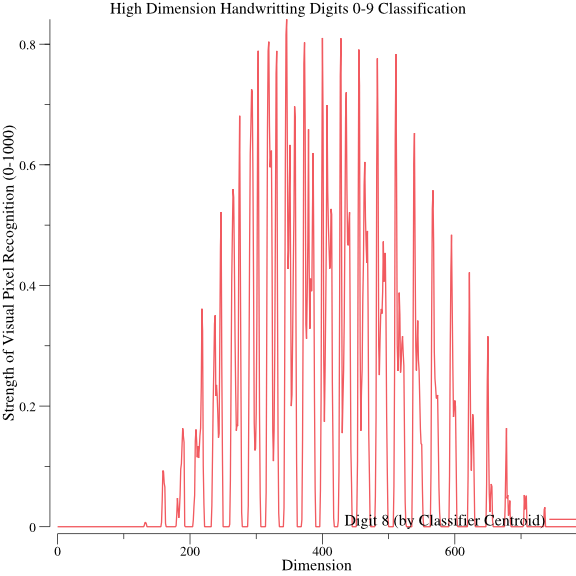 High Dimension Handwritting Digits 0-9 Classification
Strength of Visual Pixel Recognition (0-1000)
0.8
0.6
0.4
0.2
0
Digit 8 (by Classifier Centroid)
0 200 400 600
Dimension